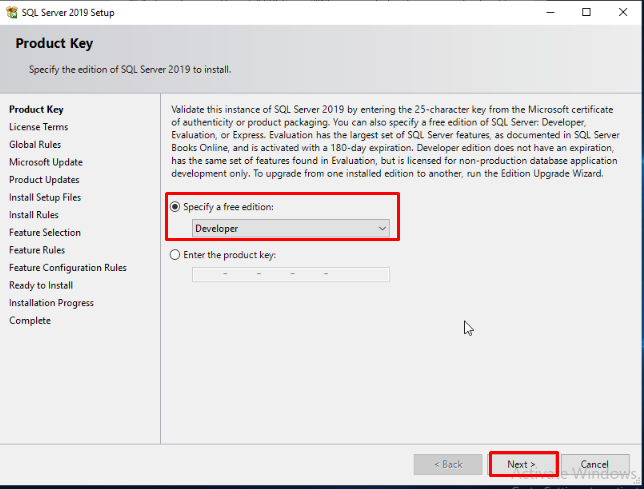 SQL Server 2019 Setup
Product Key
Specify the edition of SQL Server 2019 to install.
Product Key
License Terms
Global Rules
Microsoft Update
Product Updates
Install Setup Files
Install Rules
Feature Selection
Feature Rules
Feature Configuration Rules
Ready to Install
Installation Progress
Complete
Validate this instance of SQL Server 2019 by entering the 25-character key from the Microsoft certificate
of authenticity or product packaging. You can also specify a free edition of SQL Server: Developer,
Evaluation, or Express. Evaluation has the largest set of SQL Server features, as documented in SQL Server
Books Online, and is activated with a 180-day expiration. Developer edition does not have an expiration,
has the same set of features found in Evaluation, but is licensed for non-production database application
development only. To upgrade from one installed edition to another, run the Edition Upgrade Wizard.
Specify a free edition:
Developer
Enter the product key:
- - - -
< Back
Next >
Cancel
Activate Windows